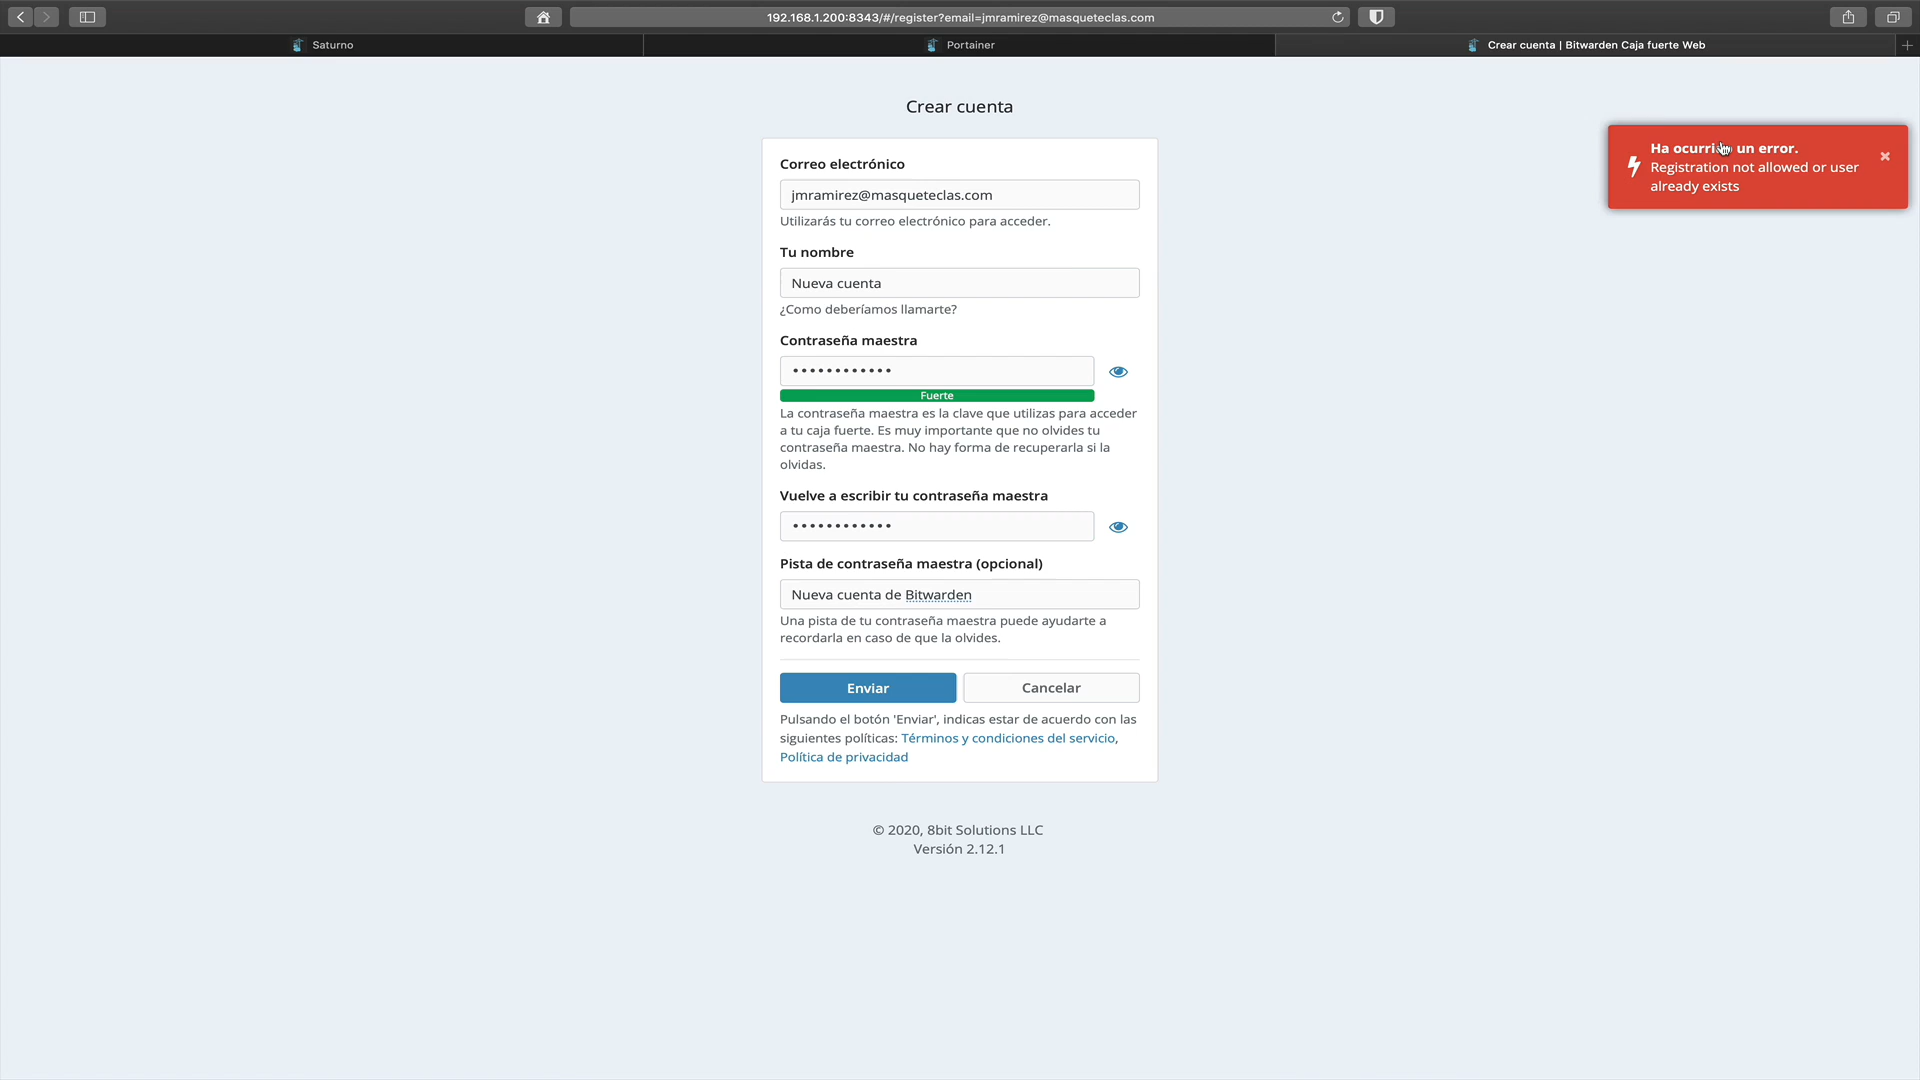 192.168.1.200:8343/#/register?email=jmramirez@masqueteclas.com
Saturno
Portainer
Crear cuenta | Bitwarden Caja fuerte Web
Crear cuenta
Correo electrónico
jmramirez@masqueteclas.com
Utilizarás tu correo electrónico para acceder.
Tu nombre
Nueva cuenta
¿Como deberíamos llamarte?
Contraseña maestra
••••••••••••
Fuerte
La contraseña maestra es la clave que utilizas para acceder
a tu caja fuerte. Es muy importante que no olvides tu
contraseña maestra. No hay forma de recuperarla si la
olvidas.
Vuelve a escribir tu contraseña maestra
••••••••••••
Pista de contraseña maestra (opcional)
Nueva cuenta de Bitwarden
Una pista de tu contraseña maestra puede ayudarte a
recordarla en caso de que la olvides.
Enviar
Cancelar
Pulsando el botón 'Enviar', indicas estar de acuerdo con las
siguientes políticas: Términos y condiciones del servicio,
Política de privacidad
© 2020, 8bit Solutions LLC
Versión 2.12.1
Ha ocurrido un error.
Registration not allowed or user
already exists